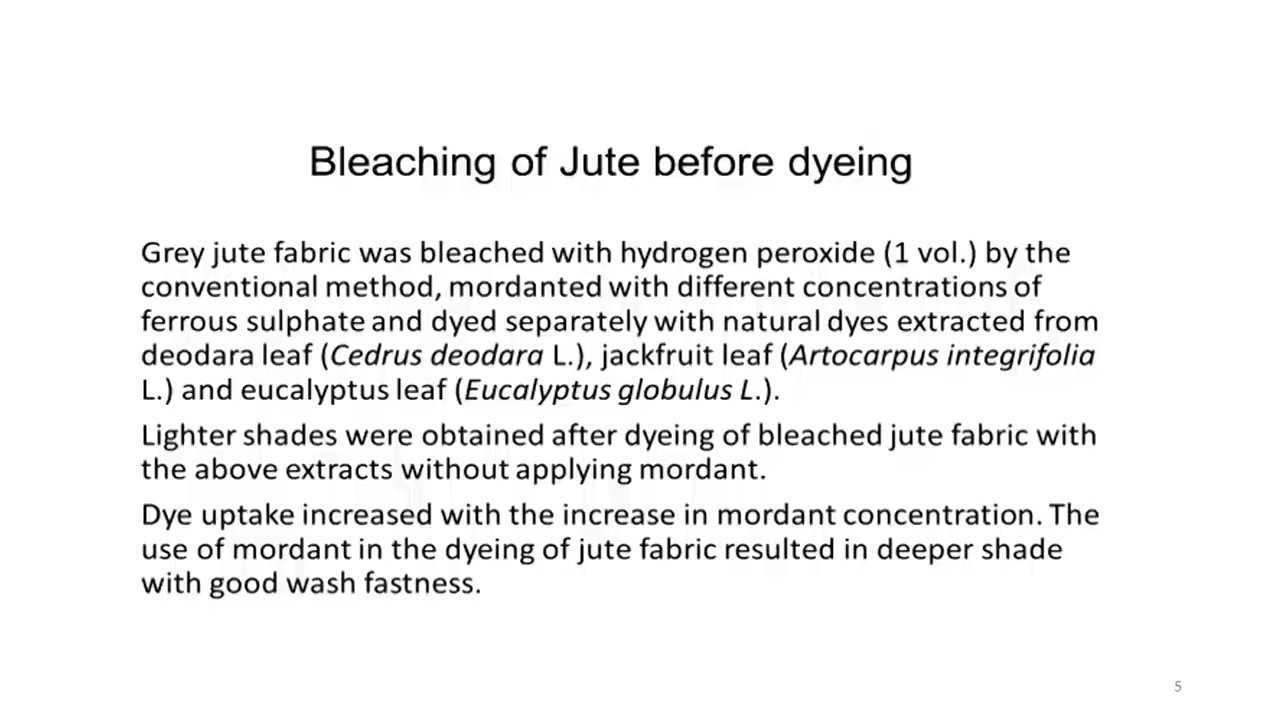 Bleaching of Jute before dyeing
Grey jute fabric was bleached with hydrogen peroxide (1 vol.) by the
conventional method, mordanted with different concentrations of
ferrous sulphate and dyed separately with natural dyes extracted from
deodara leaf (Cedrus deodara L.), jackfruit leaf (Artocarpus integrifolia
L.) and eucalyptus leaf (Eucalyptus globulus L.).
Lighter shades were obtained after dyeing of bleached jute fabric with
the above extracts without applying mordant.
Dye uptake increased with the increase in mordant concentration. The
use of mordant in the dyeing of jute fabric resulted in deeper shade
with good wash fastness.
5